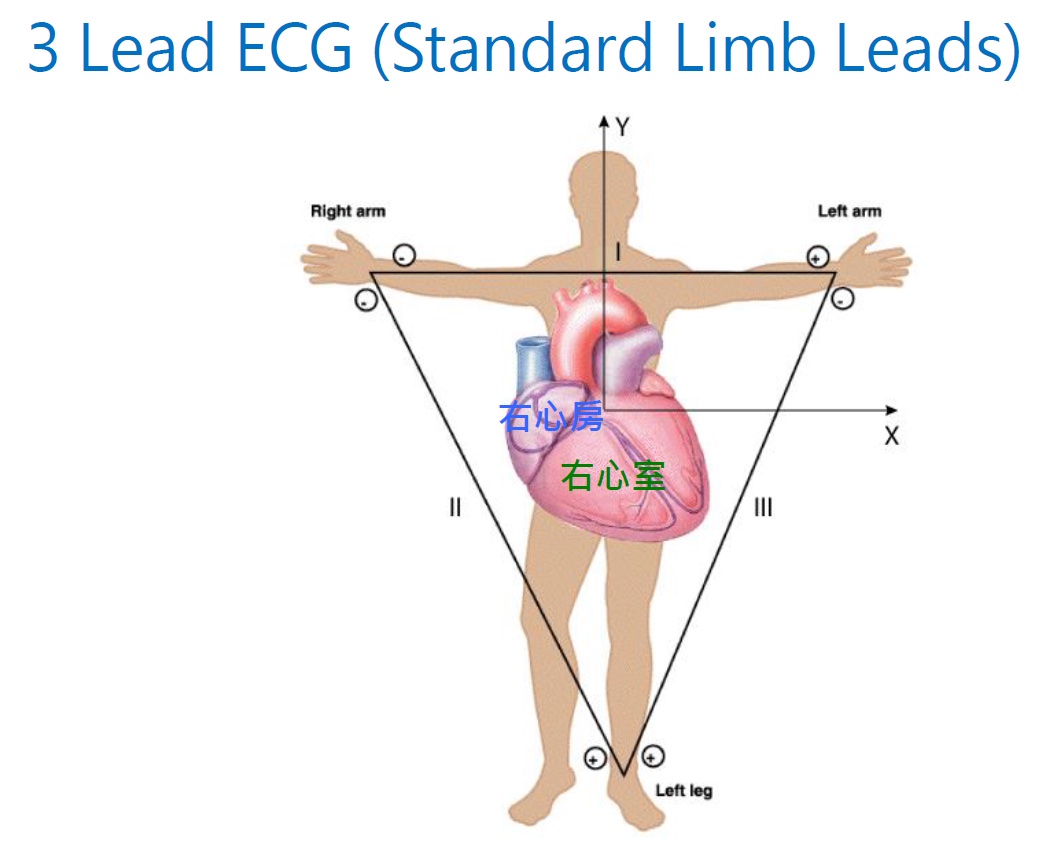 3 Lead ECG (Standard Limb Leads)
Y
Right arm
Left arm
-
I
+
-
-
右心房
X
右心室
II
III
+
+
Left leg